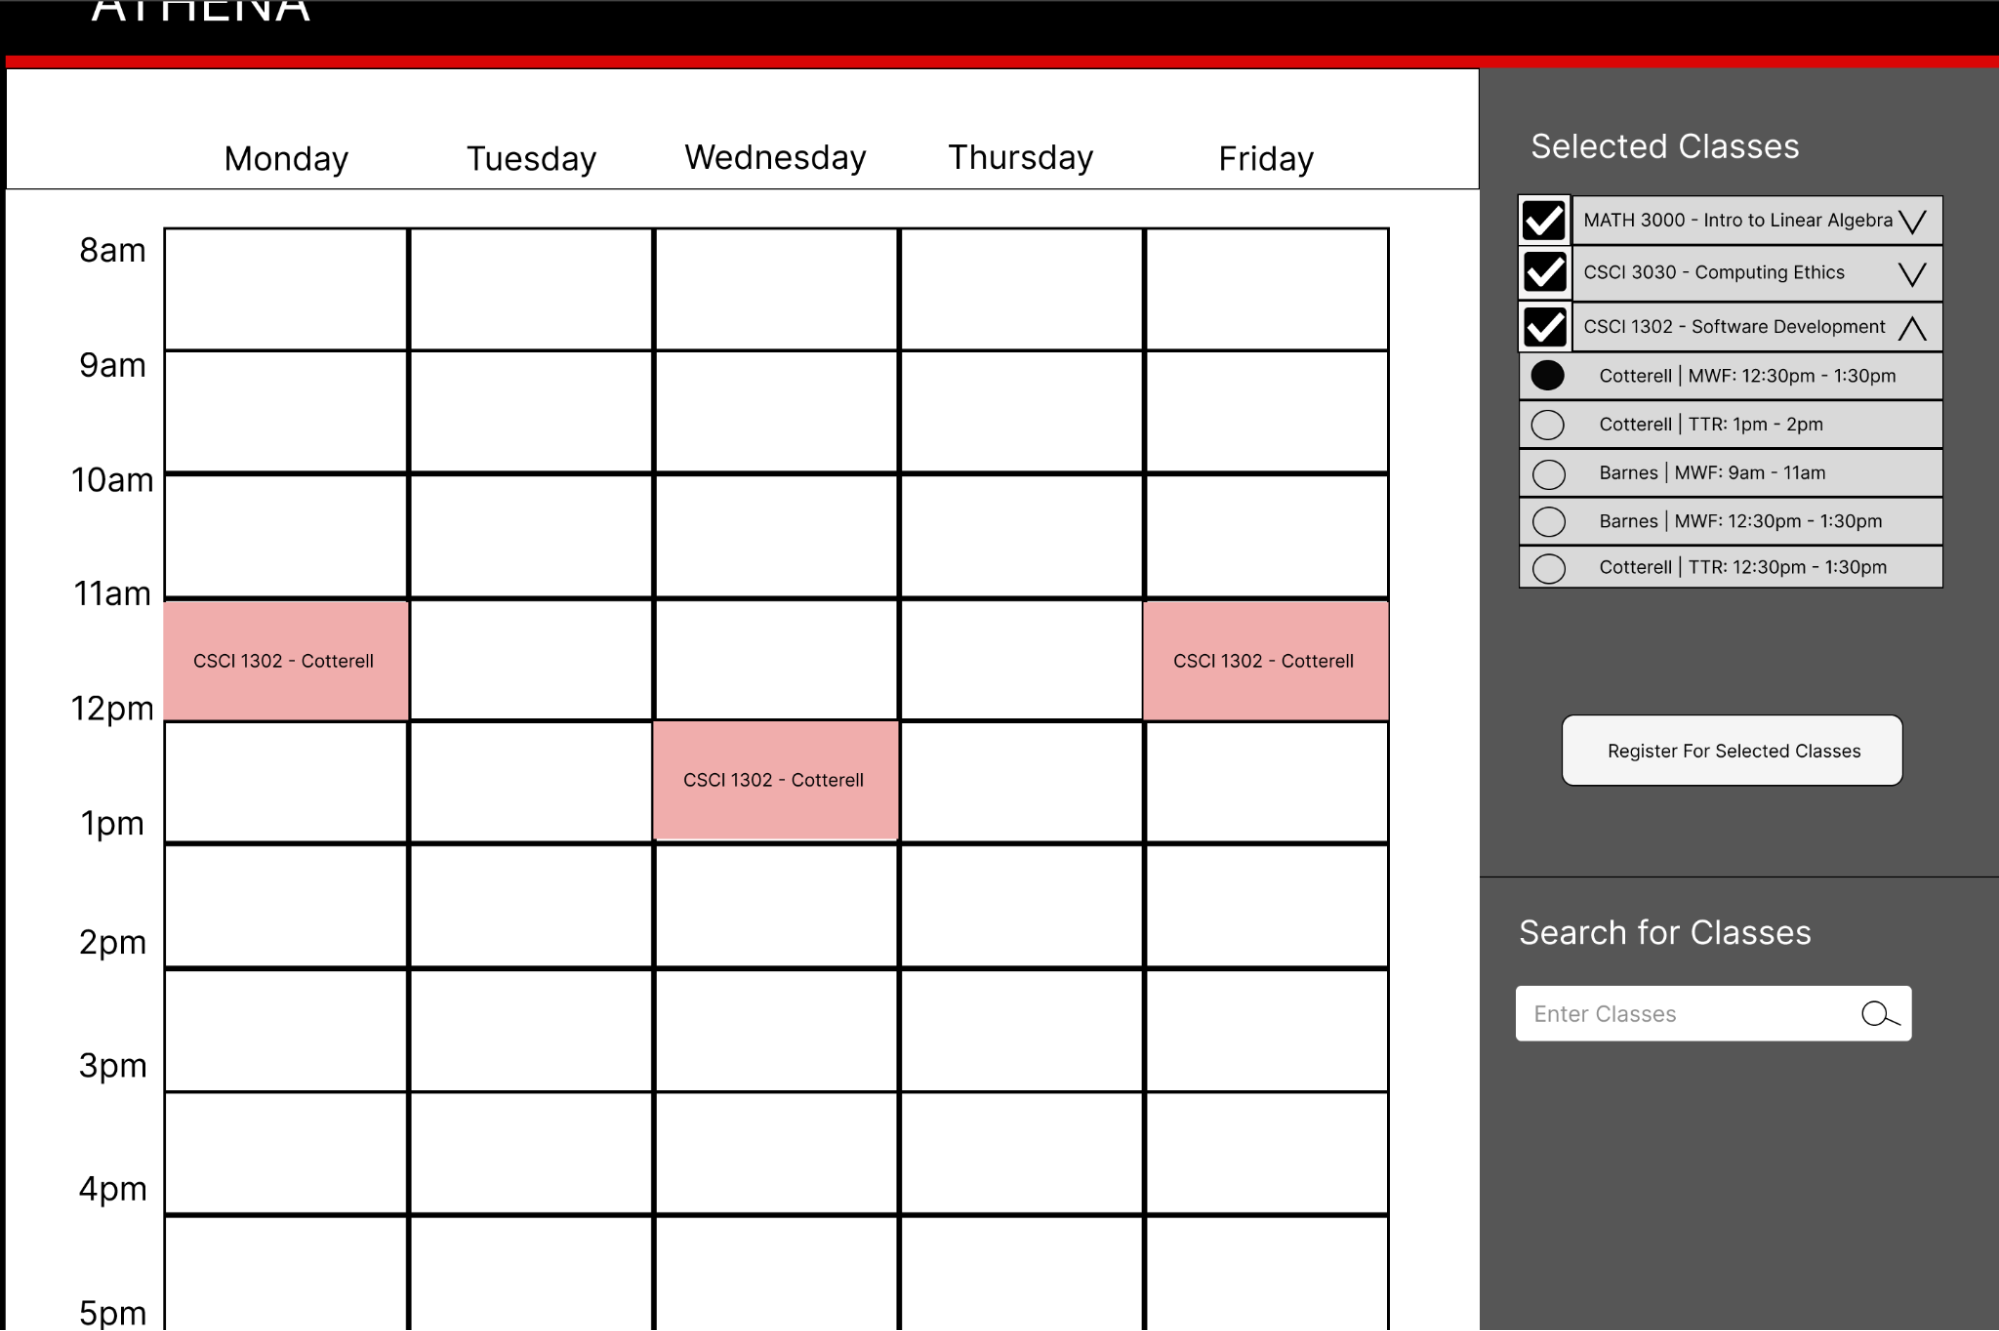 ATHENA
Monday Tuesday Wednesday Thursday Friday
8am
9am
10am
11am
CSCI 1302 - Cotterell CSCI 1302 - Cotterell
12pm
CSCI 1302 - Cotterell
1pm
2pm
3pm
4pm
5pm
Selected Classes
MATH 3000 - Intro to Linear Algebra
CSCI 3030 - Computing Ethics
CSCI 1302 - Software Development
Cotterell | MWF: 12:30pm - 1:30pm
Cotterell | TTR: 1pm - 2pm
Barnes | MWF: 9am - 11am
Barnes | MWF: 12:30pm - 1:30pm
Cotterell | TTR: 12:30pm - 1:30pm
Register For Selected Classes
Search for Classes
Enter Classes